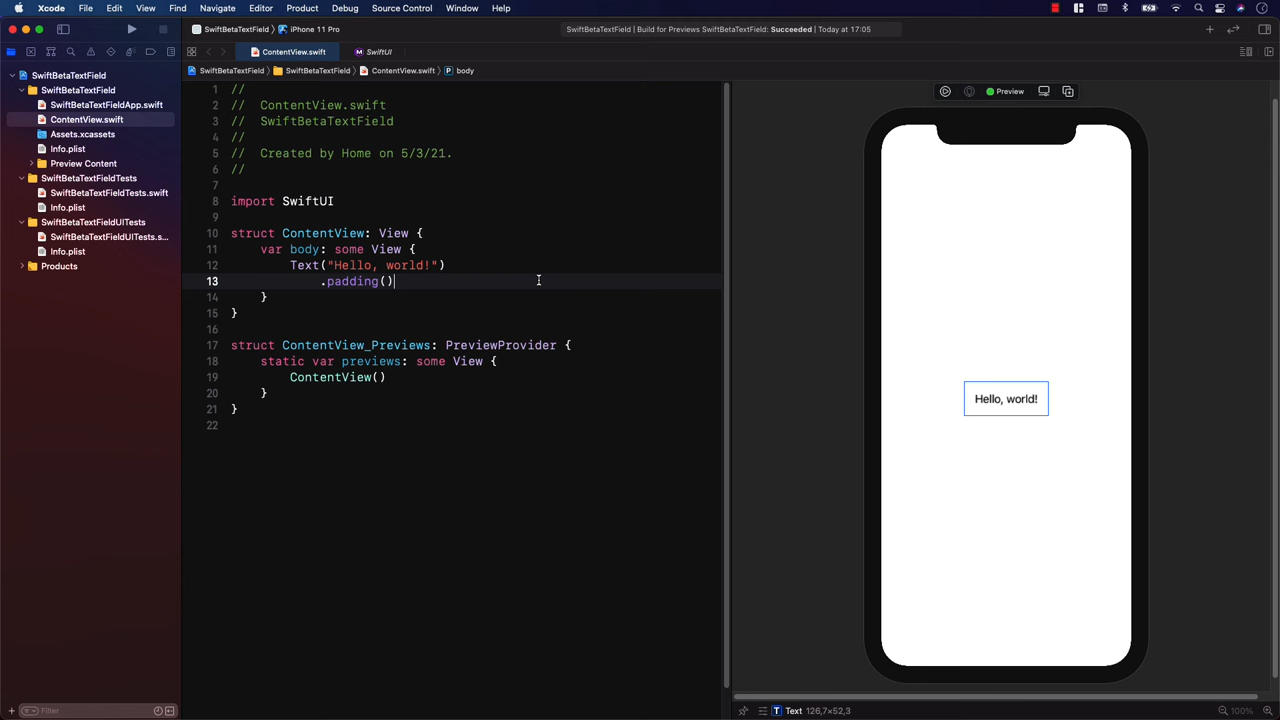 Xcode File Edit View Navigate Editor Product Debug Source Control Window Help
SwiftBetaTextField 〉 iPhone 11 Pro
SwiftBetaTextField | Build for Previews SwiftBetaTextField: Succeeded | Today at 17:05
ContentView.swift
SwiftUI
SwiftBetaTextField 〉 SwiftBetaTextField 〉 ContentView.swift 〉 P body
SwiftBetaTextField
SwiftBetaTextField
SwiftBetaTextFieldApp.swift
ContentView.swift
Assets.xcassets
Info.plist
Preview Content
SwiftBetaTextFieldTests
SwiftBetaTextFieldTests.swift
Info.plist
SwiftBetaTextFieldUITests
SwiftBetaTextFieldUITests.s...
Info.plist
Products
Filter
1 //
2 // ContentView.swift
3 // SwiftBetaTextField
4 //
5 // Created by Home on 5/3/21.
6 //
7
8 import SwiftUI
9
10 struct ContentView: View {
11 var body: some View {
12 Text("Hello, world!")
13 .padding()
14 }
15 }
16
17 struct ContentView_Previews: PreviewProvider {
18 static var previews: some View {
19 ContentView()
20 }
21 }
22
Preview
Hello, world!
T Text 126,7×52,3
100%